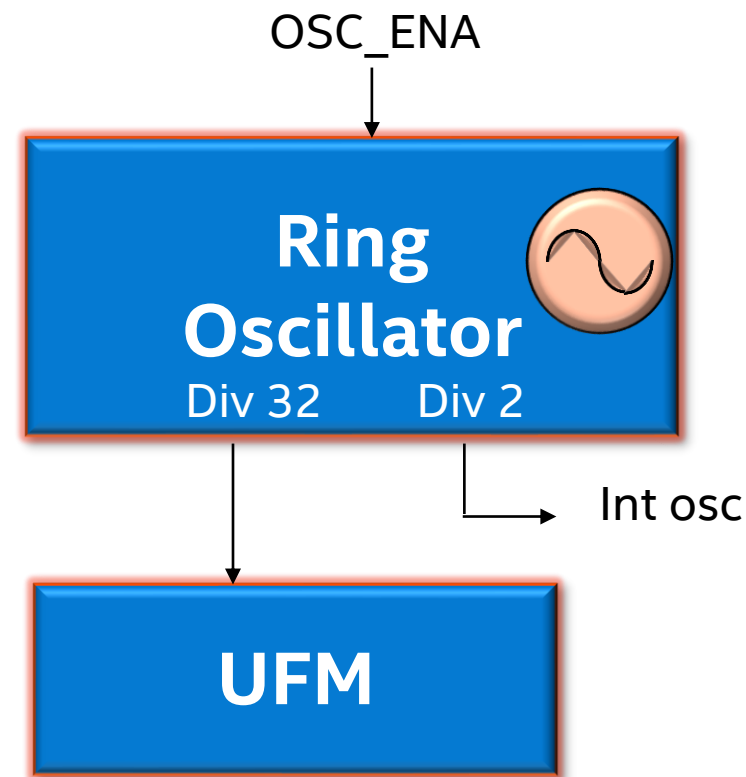 OSC_ENA
Ring
Oscillator
Div 32 Div 2
Int osc
UFM